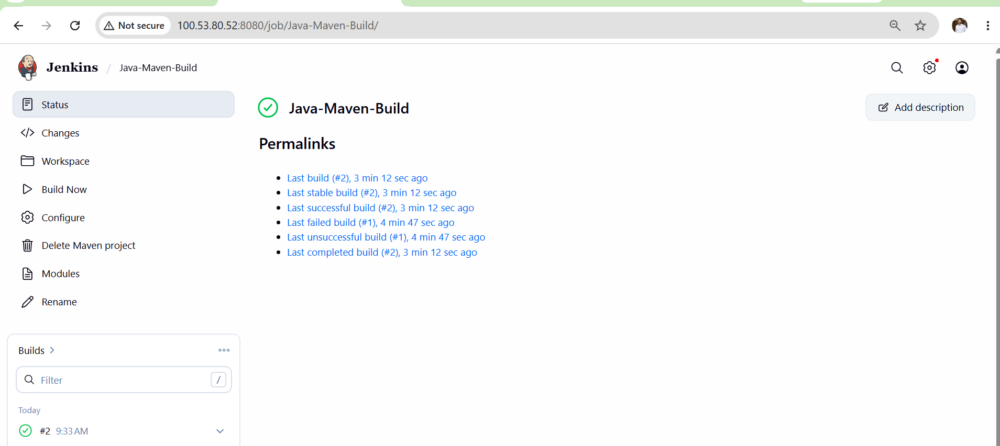 Not secure 100.53.80.52:8080/job/Java-Maven-Build/
Jenkins / Java-Maven-Build
Status
Changes
Workspace
Build Now
Configure
Delete Maven project
Modules
Rename
Builds
Filter /
Today
#2 9:33 AM
Java-Maven-Build
Add description
Permalinks
Last build (#2), 3 min 12 sec ago
Last stable build (#2), 3 min 12 sec ago
Last successful build (#2), 3 min 12 sec ago
Last failed build (#1), 4 min 47 sec ago
Last unsuccessful build (#1), 4 min 47 sec ago
Last completed build (#2), 3 min 12 sec ago